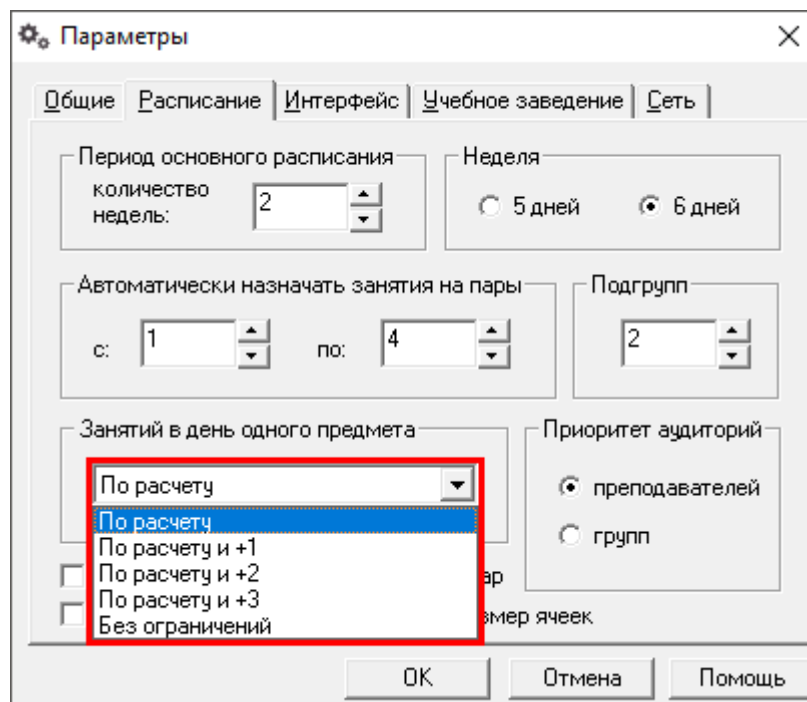 Параметры
Общие Расписание Интерфейс Учебное заведение Сеть
Период основного расписания Неделя
количество недель: 2 5 дней 6 дней
Автоматически назначать занятия на пары Подгрупп
с: 1 по: 4 2
Занятий в день одного предмета Приоритет аудиторий
По расчету преподавателей
По расчету групп
По расчету и +1
По расчету и +2
По расчету и +3
Без ограничений ячеек
OK Отмена Помощь